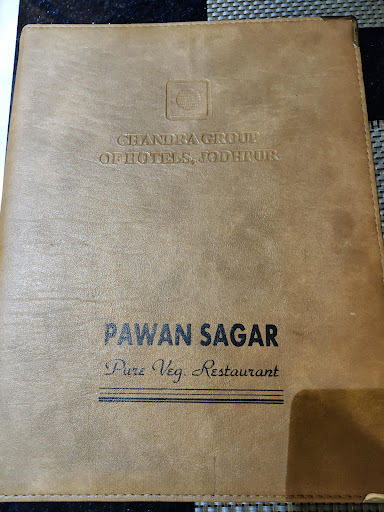 CHANDRA GROUP
OF HOTELS, JODHPUR
PAWAN SAGAR
Pure Veg. Restaurant